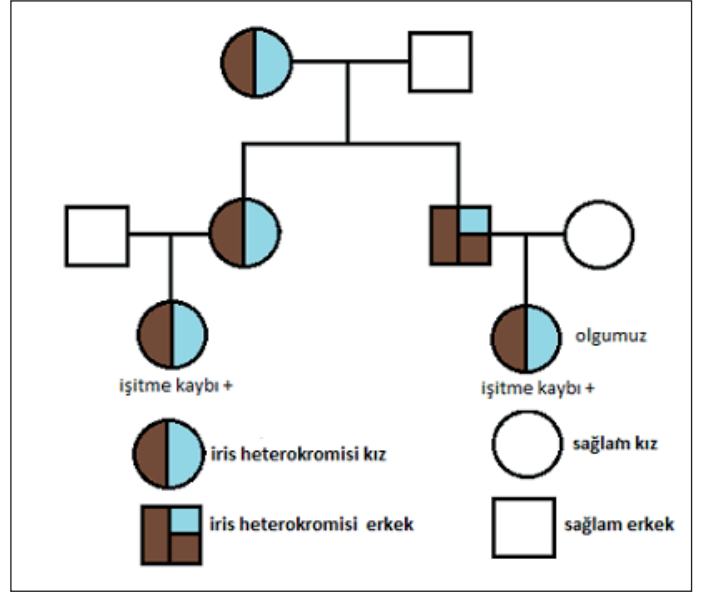 olgumuz
işitme kaybı +
işitme kaybı +
iris heterokromisi kız
sağlam kız
iris heterokromisi erkek
sağlam erkek